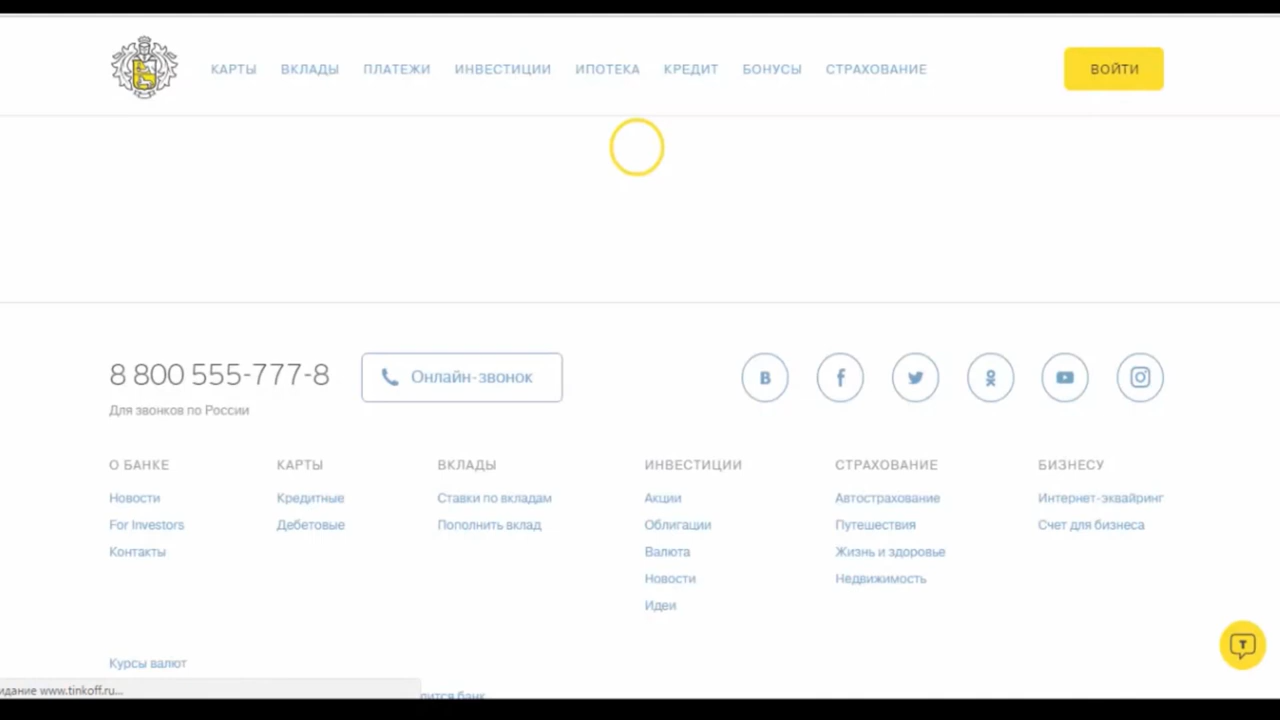 КАРТЫ ВКЛАДЫ ПЛАТЕЖИ ИНВЕСТИЦИИ ИПОТЕКА КРЕДИТ БОНУСЫ СТРАХОВАНИЕ ВОЙТИ
8 800 555-777-8 Онлайн-звонок
Для звонков по России
О БАНКЕ КАРТЫ ВКЛАДЫ ИНВЕСТИЦИИ СТРАХОВАНИЕ БИЗНЕСУ
Новости Кредитные Ставки по вкладам Акции Автострахование Интернет-эквайринг
For Investors Дебетовые Пополнить вклад Облигации Путешествия Счет для бизнеса
Контакты Валюта Жизнь и здоровье
Новости Недвижимость
Идеи
Курсы валют
www.tinkoff.ru... банк